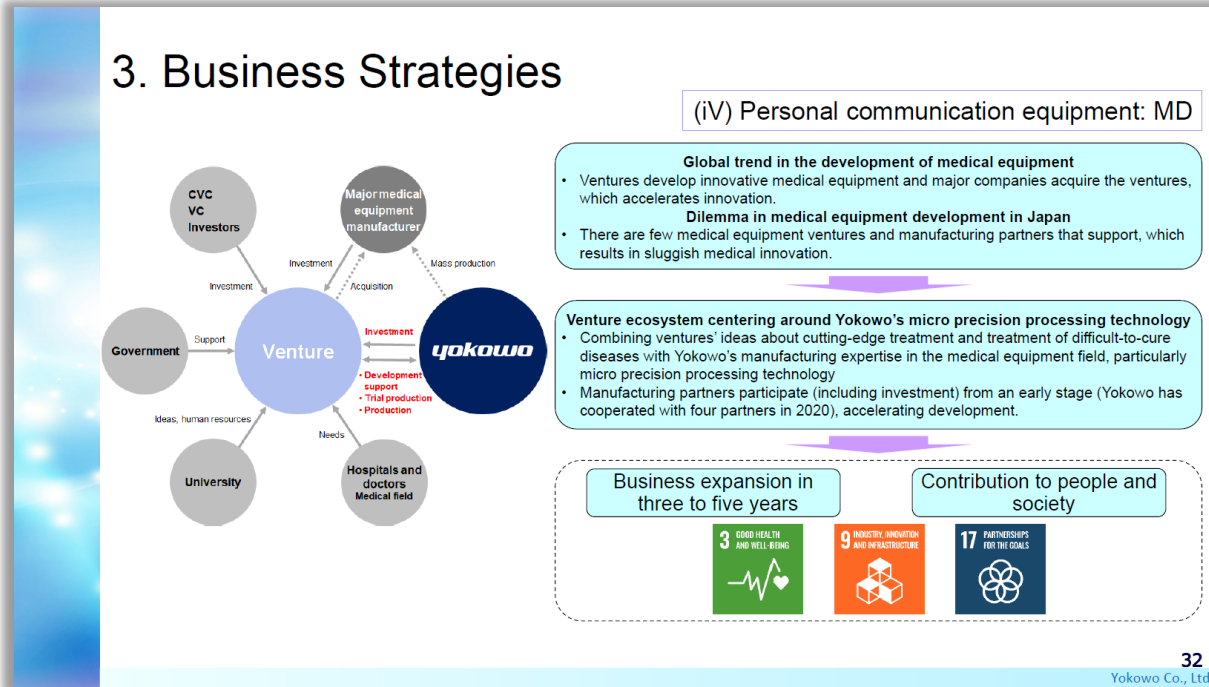 3. Business Strategies
(iV) Personal communication equipment: MD
CVC
VC
Investors
Major medical
equipment
manufacturer
Investment
Mass production
Investment
Acquisition
Government
Support
Venture
Investment
yokowo
• Development
support
• Trial production
• Production
Ideas, human resources
Needs
University
Hospitals and
doctors
Medical field
Global trend in the development of medical equipment
• Ventures develop innovative medical equipment and major companies acquire the ventures,
which accelerates innovation.
Dilemma in medical equipment development in Japan
• There are few medical equipment ventures and manufacturing partners that support, which
results in sluggish medical innovation.
Venture ecosystem centering around Yokowo's micro precision processing technology
• Combining ventures' ideas about cutting-edge treatment and treatment of difficult-to-cure
diseases with Yokowo's manufacturing expertise in the medical equipment field, particularly
micro precision processing technology
• Manufacturing partners participate (including investment) from an early stage (Yokowo has
cooperated with four partners in 2020), accelerating development.
Business expansion in
three to five years
Contribution to people and
society
3 GOOD HEALTH
AND WELL-BEING
9 INDUSTRY, INNOVATION
AND INFRASTRUCTURE
17 PARTNERSHIPS
FOR THE GOALS
32
Yokowo Co., Ltd